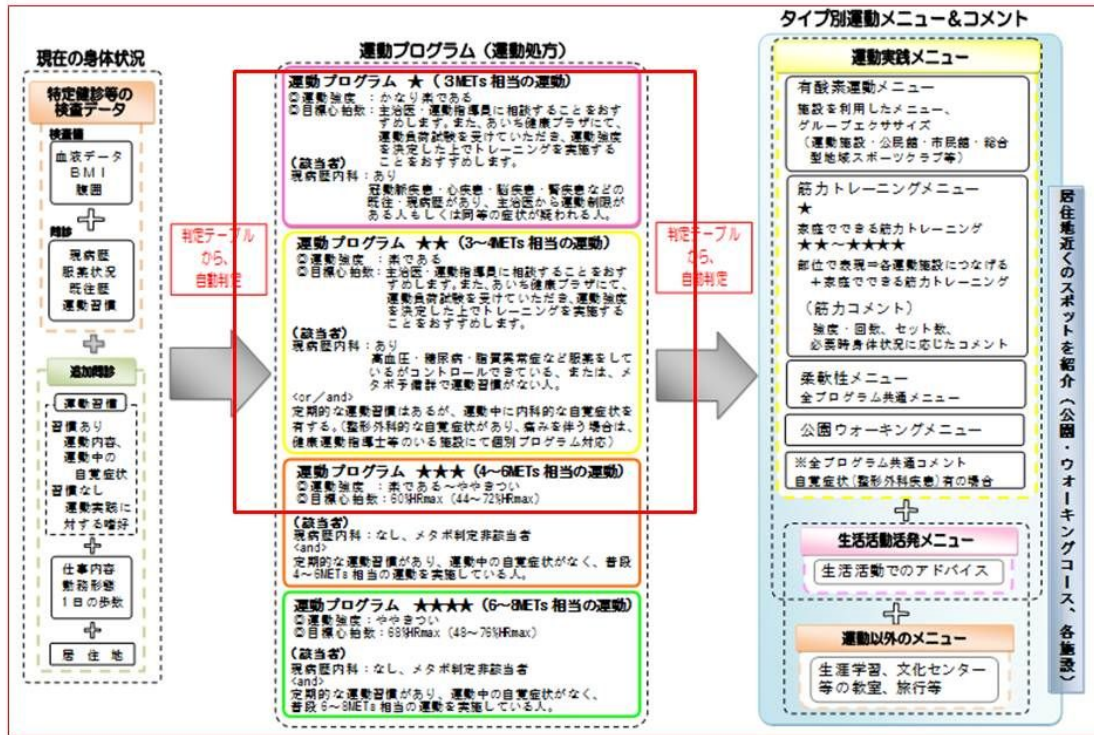 現在の身体状況
特定健診等の
検査データ
検査値
血液データ
BMI
腹囲
＋
問診
現病歴
服薬状況
既往歴
運動習慣
＋
追加問診
運動習慣
習慣あり
運動内容、
運動中の
自覚症状
習慣なし
運動実践に
対する嗜好
＋
仕事内容
勤務形態
1日の歩数
＋
居住地
判定テーブル
から、
自動判定
運動プログラム（運動処方）
運動プログラム ★（3METs相当の運動）
◎運動強度 ：かなり楽である
◎目標心拍数：主治医・運動指導員に相談することをおす
すめします。また、あいち健康プラザにて、
運動負荷試験を受けていただき、運動強度
を決定した上でトレーニングを実施する
ことをおすすめします。
（該当者）
現病歴内科：あり
冠動脈疾患・心疾患・脳疾患・腎疾患などの
既往・現病歴があり、主治医から運動制限
がある人もしくは同等の症状が疑われる人。
運動プログラム ★★（3～4METs相当の運動）
◎運動強度 ：楽である
◎目標心拍数：主治医・運動指導員に相談することをおす
すめします。また、あいち健康プラザにて、
運動負荷試験を受けていただき、運動強度
を決定した上でトレーニングを実施する
ことをおすすめします。
（該当者）
現病歴内科：あり
高血圧・糖尿病・脂質異常症など服薬をして
いるがコントロールできている、または、メ
タボ予備群で運動習慣がない人。
<or／and>
定期的な運動習慣はあるが、運動中に内科的な自覚症状を
有する。（整形外科的な自覚症状があり、痛みを伴う場合は、
健康運動指導士等のいる施設にて個別プログラム対応）
運動プログラム ★★★（4～6METs相当の運動）
◎運動強度 ：楽である～ややきつい
◎目標心拍数：60%HRmax（44～72%HRmax）
（該当者）
現病歴内科：なし、メタボ判定非該当者
<and>
定期的な運動習慣があり、運動中の自覚症状がなく、普段
4～6METs相当の運動を実施している人。
運動プログラム ★★★★（6～8METs相当の運動）
◎運動強度 ：ややきつい
◎目標心拍数：68%HRmax（48～76%HRmax）
（該当者）
現病歴内科：なし、メタボ判定非該当者
<and>
定期的な運動習慣があり、運動中の自覚症状がなく、
普段6～8METs相当の運動を実施している人。
判定テーブル
から、
自動判定
タイプ別運動メニュー＆コメント
運動実践メニュー
有酸素運動メニュー
施設を利用したメニュー、
グループエクササイズ
（運動施設・公民館・市民館・総合
型地域スポーツクラブ等）
筋力トレーニングメニュー
★
家庭でできる筋力トレーニング
★★～★★★★
部位で表現⇒各運動施設につなげる
＋家庭でできる筋力トレーニング
（筋力コメント）
強度・回数、セット数、
必要時身体状況に応じたコメント
柔軟性メニュー
全プログラム共通メニュー
公園ウォーキングメニュー
※全プログラム共通コメント
自覚症状（整形外科疾患）有の場合
＋
生活活動活発メニュー
生活活動でのアドバイス
＋
運動以外のメニュー
生涯学習、文化センター
等の教室、旅行等
居住地近くのスポットを紹介（公園・ウォーキングコース、各施設）